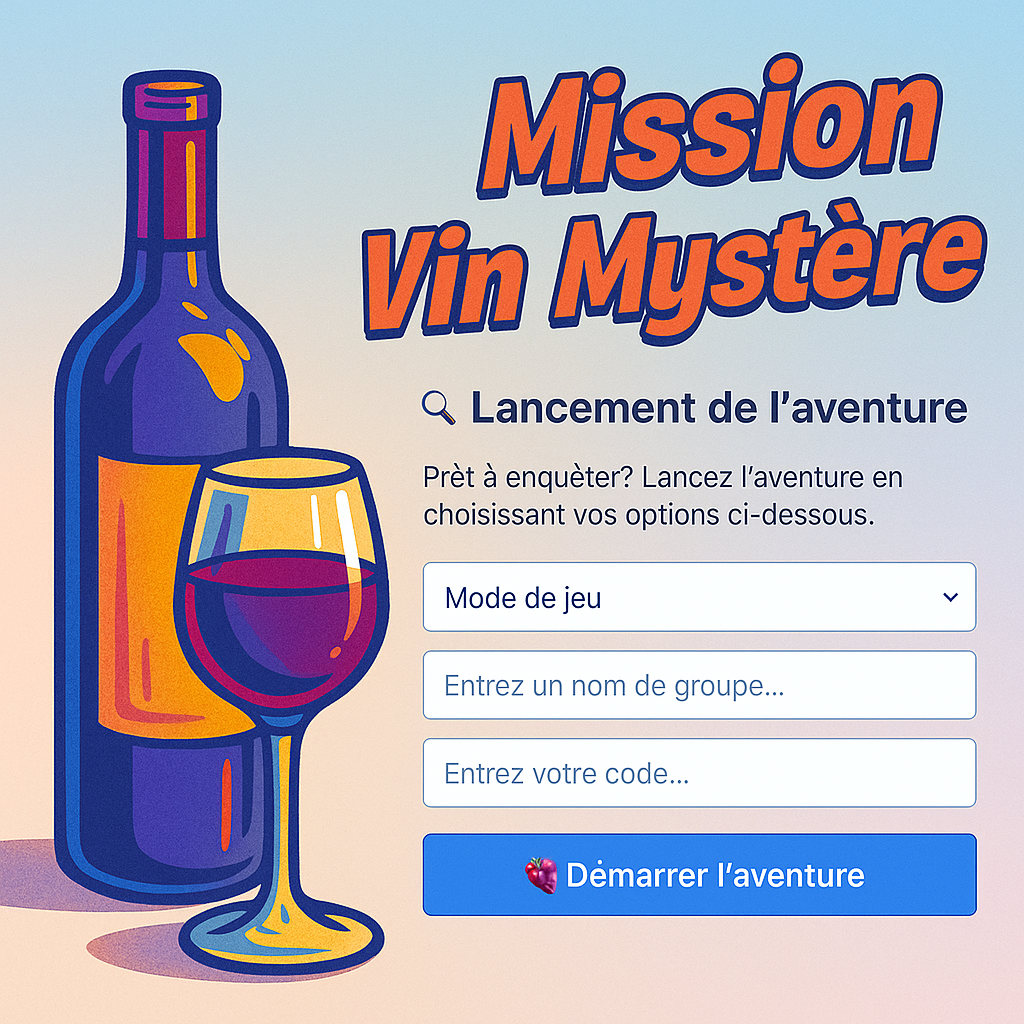 Mission
Vin Mystère
Lancement de l'aventure
Prèt à enquèter? Lancez l'aventure en
choisissant vos options ci-dessous.
Mode de jeu
Entrez un nom de groupe...
Entrez votre code...
Dėmarrer l'aventure